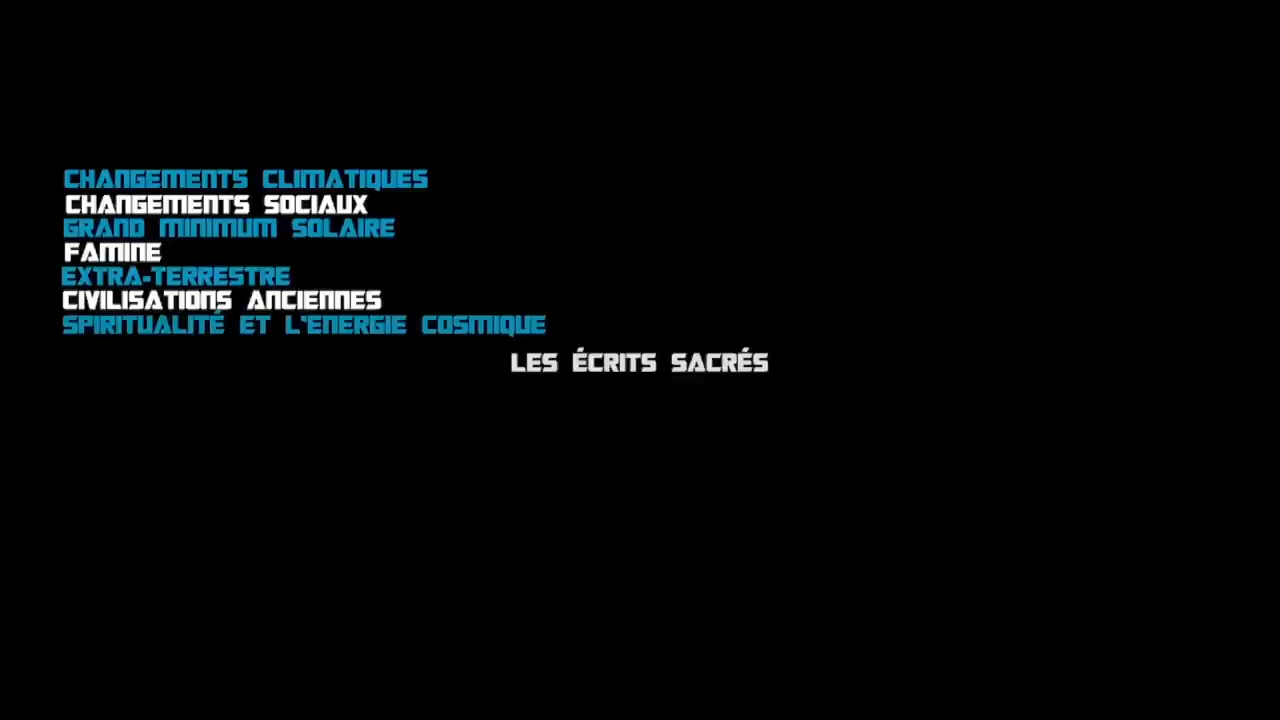 CHANGEMENTS CLIMATIQUES
CHANGEMENTS SOCIAUX
GRAND MINIMUM SOLAIRE
FAMINE
EXTRA-TERRESTRE
CIVILISATIONS ANCIENNES
SPIRITUALITÉ ET L'ENERGIE COSMIQUE
LES ÉCRITS SACRÉS